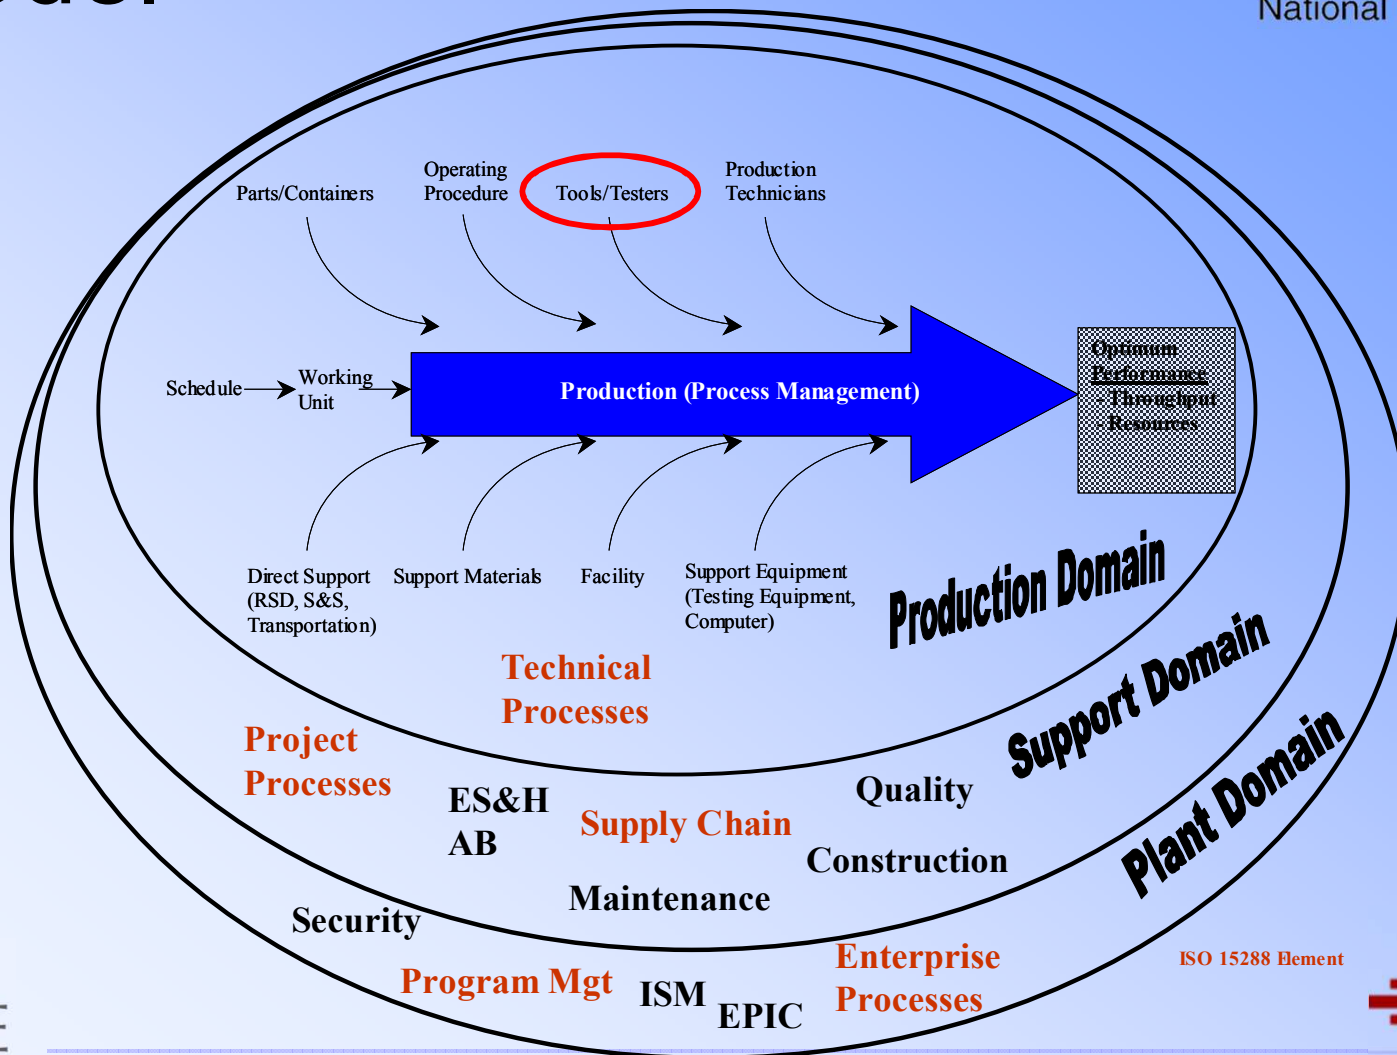 National
Parts/Containers
Operating
Procedure
Tools/Testers
Production
Technicians
Schedule
Working
Unit
Production (Process Management)
Optimum
Performance
- Throughput
- Resources
Direct Support
(RSD, S&S,
Transportation)
Support Materials
Facility
Support Equipment
(Testing Equipment,
Computer)
Production Domain
Technical
Processes
Support Domain
Project
Processes
ES&H
AB
Supply Chain
Quality
Plant Domain
Construction
Maintenance
Security
Program Mgt
ISM
EPIC
Enterprise
Processes
ISO 15288 Element